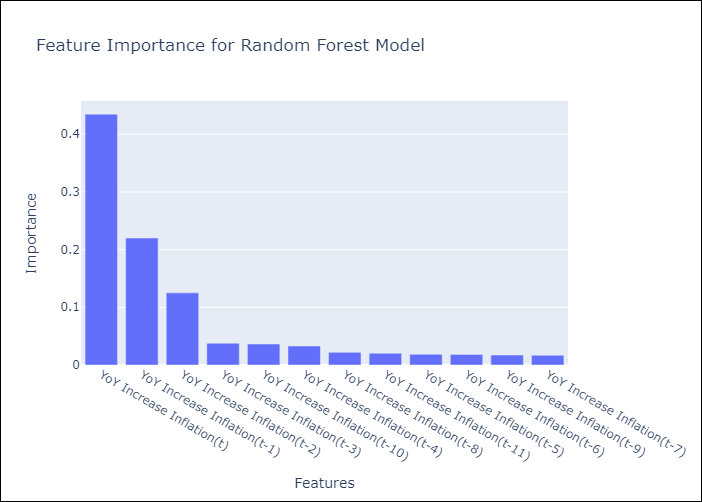 Feature Importance for Random Forest Model
Importance
0.4
0.3
0.2
0.1
0
YoY Increase Inflation(t)
YoY Increase Inflation(t-1)
YoY Increase Inflation(t-2)
YoY Increase Inflation(t-3)
YoY Increase Inflation(t-10)
YoY Increase Inflation(t-4)
YoY Increase Inflation(t-8)
YoY Increase Inflation(t-11)
YoY Increase Inflation(t-5)
YoY Increase Inflation(t-6)
YoY Increase Inflation(t-9)
YoY Increase Inflation(t-7)
Features